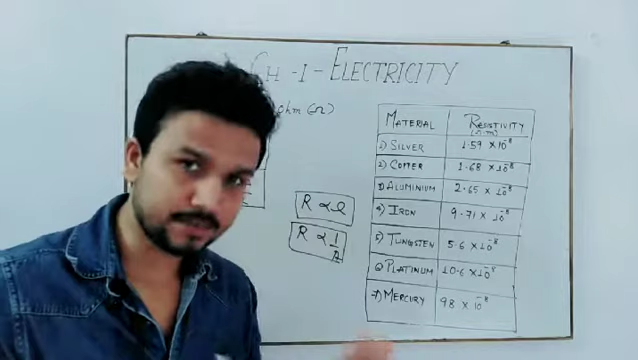 CH-1-ELECTRICITY
ohm (Ω)
R ∝ l
R ∝ 1/A
MATERIAL RESISTIVITY (Ω.m)
1) SILVER 1.59 × 10⁻⁸
2) COPPER 1.68 × 10⁻⁸
3) ALUMINIUM 2.65 × 10⁻⁸
4) IRON 9.71 × 10⁻⁸
5) TUNGSTEN 5.6 × 10⁻⁸
6) PLATINUM 10.6 × 10⁻⁸
7) MERCURY 98 × 10⁻⁸